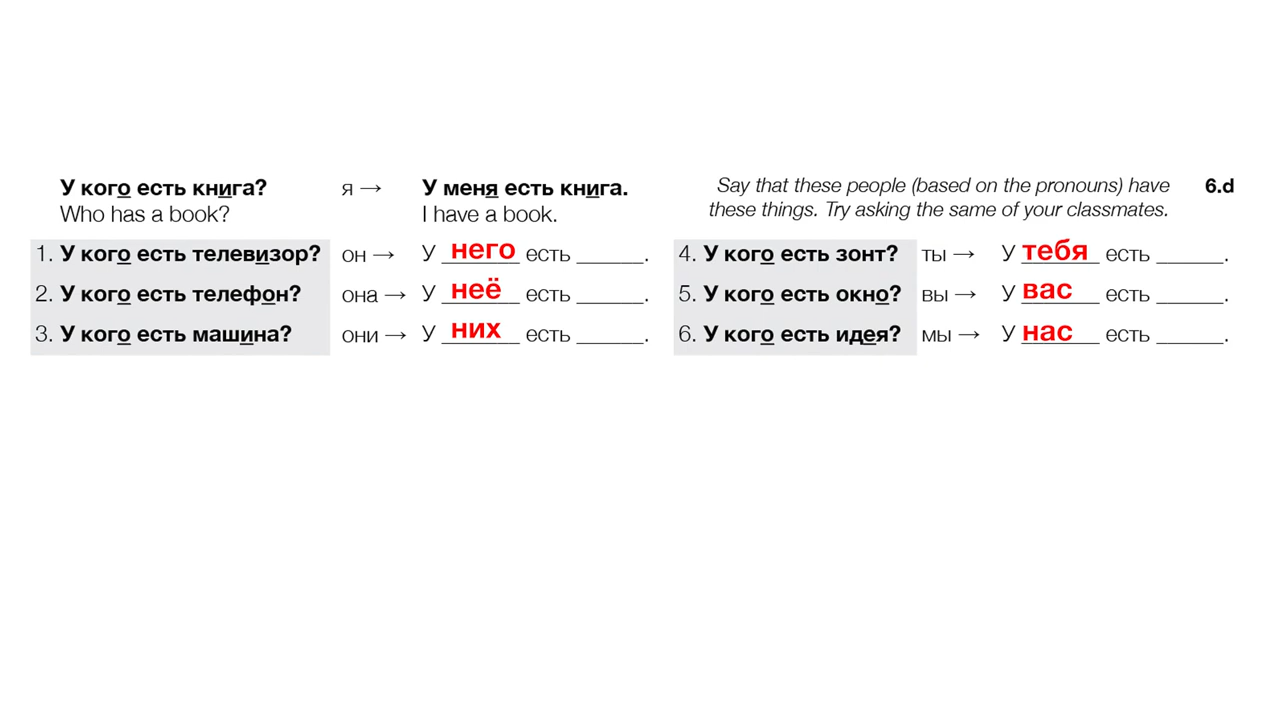 У кого есть книга? я → У меня есть книга.
Who has a book? I have a book.
Say that these people (based on the pronouns) have 6.d
these things. Try asking the same of your classmates.
1. У кого есть телевизор? он → У него есть ______.
2. У кого есть телефон? она → У неё есть ______.
3. У кого есть машина? они → У них есть ______.
4. У кого есть зонт? ты → У тебя есть ______.
5. У кого есть окно? вы → У вас есть ______.
6. У кого есть идея? мы → У нас есть ______.